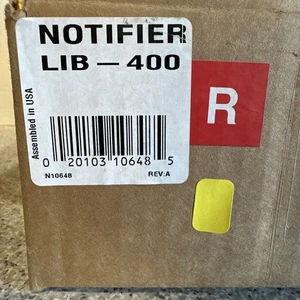 NOTIFIER
LIB — 400
R
Assembled in USA
0 20103 10648 5
N10648 REV:A